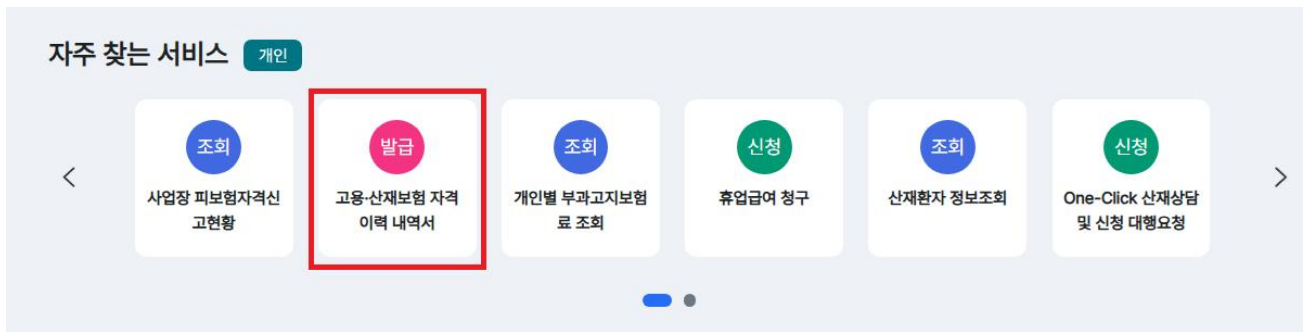 자주 찾는 서비스 개인
조회
사업장 피보험자격신
고현황
발급
고용·산재보험 자격
이력 내역서
조회
개인별 부과고지보험
료 조회
신청
휴업급여 청구
조회
산재환자 정보조회
신청
One-Click 산재상담
및 신청 대행요청